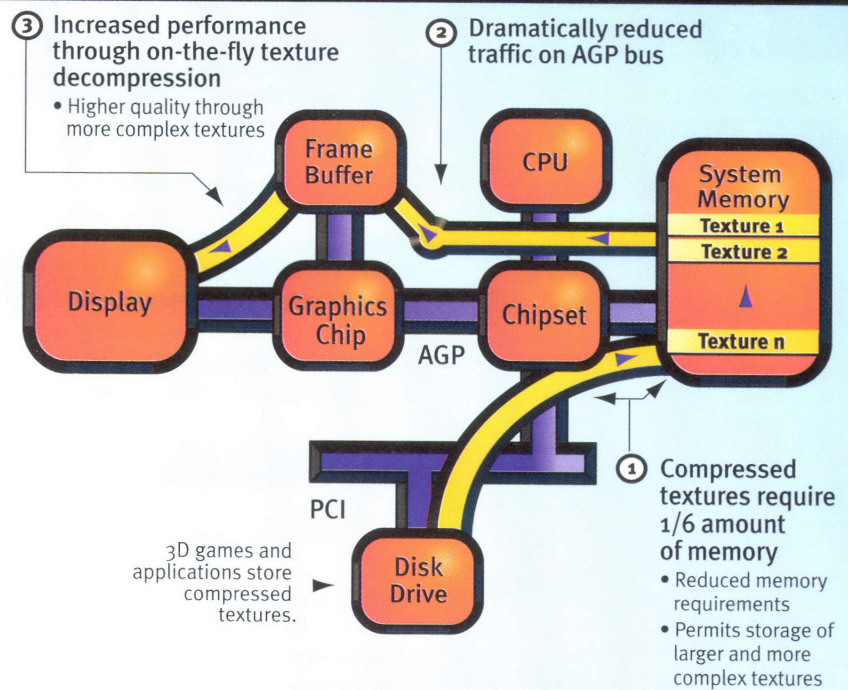 3 Increased performance
through on-the-fly texture
decompression
• Higher quality through
more complex textures
2 Dramatically reduced
traffic on AGP bus
Frame
Buffer
CPU
System
Memory
Texture 1
Texture 2
Texture n
Display
Graphics
Chip
AGP
Chipset
PCI
Disk
Drive
3D games and
applications store
compressed
textures.
1 Compressed
textures require
1/6 amount
of memory
• Reduced memory
requirements
• Permits storage of
larger and more
complex textures